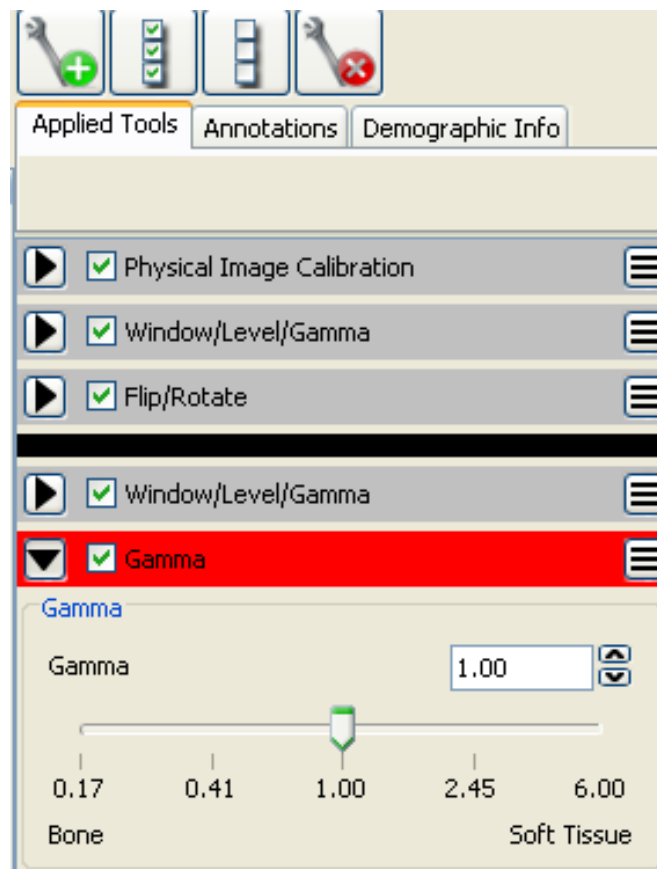 Applied Tools Annotations Demographic Info
Physical Image Calibration
Window/Level/Gamma
Flip/Rotate
Window/Level/Gamma
Gamma
Gamma
Gamma 1.00
0.17 0.41 1.00 2.45 6.00
Bone Soft Tissue